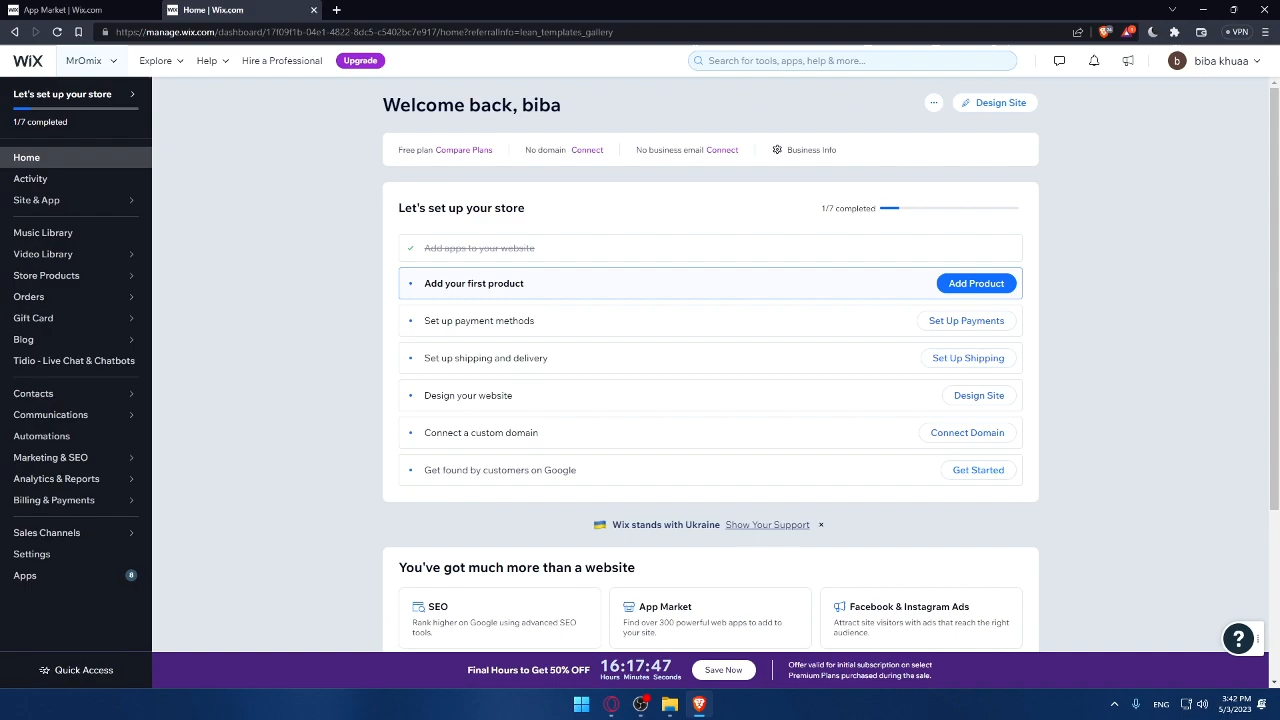 App Market | Wix.com
Home | Wix.com
https://manage.wix.com/dashboard/17f09f1b-04e1-4822-8dc5-c5402bc7e917/home?referralInfo=lean_templates_gallery
VPN
WIX
MrOmix
Explore
Help
Hire a Professional
Upgrade
Search for tools, apps, help & more...
b
biba khuaa
Let's set up your store
1/7 completed
Home
Activity
Site & App
Music Library
Video Library
Store Products
Orders
Gift Card
Blog
Tidio - Live Chat & Chatbots
Contacts
Communications
Automations
Marketing & SEO
Analytics & Reports
Billing & Payments
Sales Channels
Settings
Apps 8
Quick Access
Welcome back, biba
Design Site
Free plan Compare Plans
No domain Connect
No business email Connect
Business Info
Let's set up your store
1/7 completed
Add apps to your website
Add your first product
Add Product
Set up payment methods
Set Up Payments
Set up shipping and delivery
Set Up Shipping
Design your website
Design Site
Connect a custom domain
Connect Domain
Get found by customers on Google
Get Started
Wix stands with Ukraine Show Your Support ×
You've got much more than a website
SEO
Rank higher on Google using advanced SEO
tools.
App Market
Find over 300 powerful web apps to add to
your site.
Facebook & Instagram Ads
Attract site visitors with ads that reach the right
audience.
?
Final Hours to Get 50% OFF
16:17:47
Hours Minutes Seconds
Save Now
Offer valid for initial subscription on select
Premium Plans purchased during the sale.
ENG
3:42 PM
5/3/2023